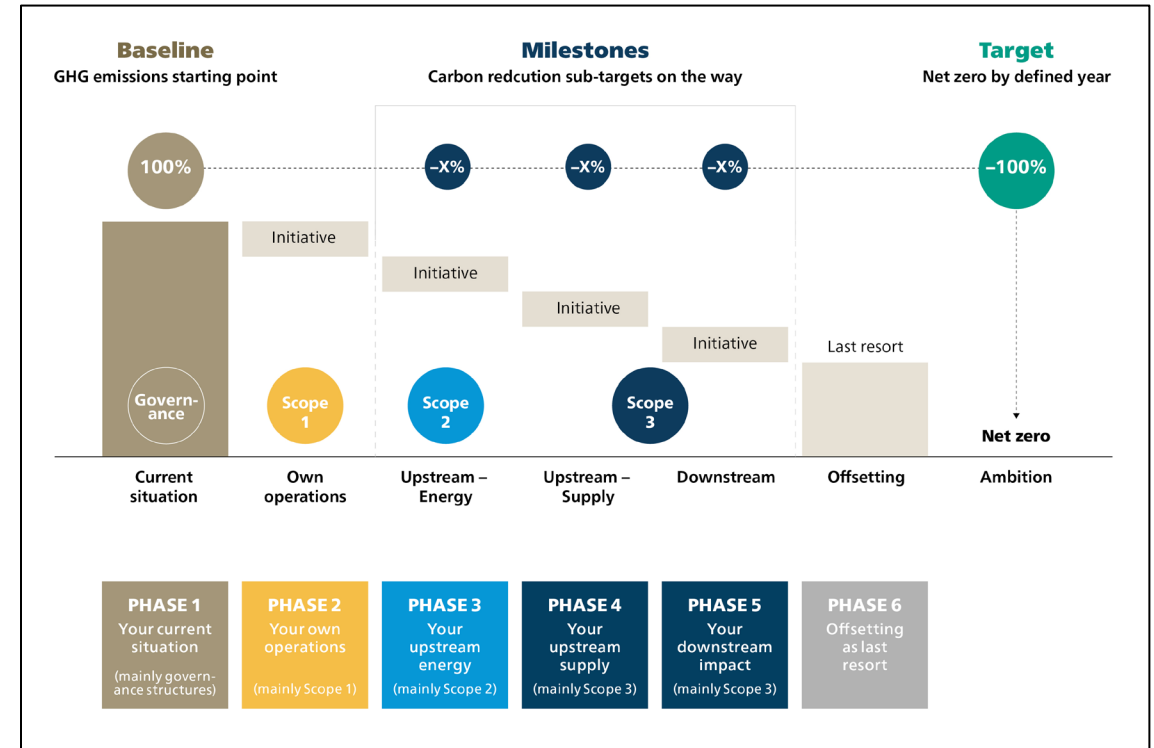 Baseline
GHG emissions starting point
Milestones
Carbon redcution sub-targets on the way
Target
Net zero by defined year
100%
–X%
–X%
–X%
–100%
Initiative
Initiative
Initiative
Initiative
Last resort
Govern-
ance
Scope
1
Scope
2
Scope
3
Net zero
Current
situation
Own
operations
Upstream –
Energy
Upstream –
Supply
Downstream
Offsetting
Ambition
PHASE 1
Your current
situation
(mainly govern-
ance structures)
PHASE 2
Your own
operations
(mainly Scope 1)
PHASE 3
Your
upstream
energy
(mainly Scope 2)
PHASE 4
Your
upstream
supply
(mainly Scope 3)
PHASE 5
Your
downstream
impact
(mainly Scope 3)
PHASE 6
Offsetting
as last
resort